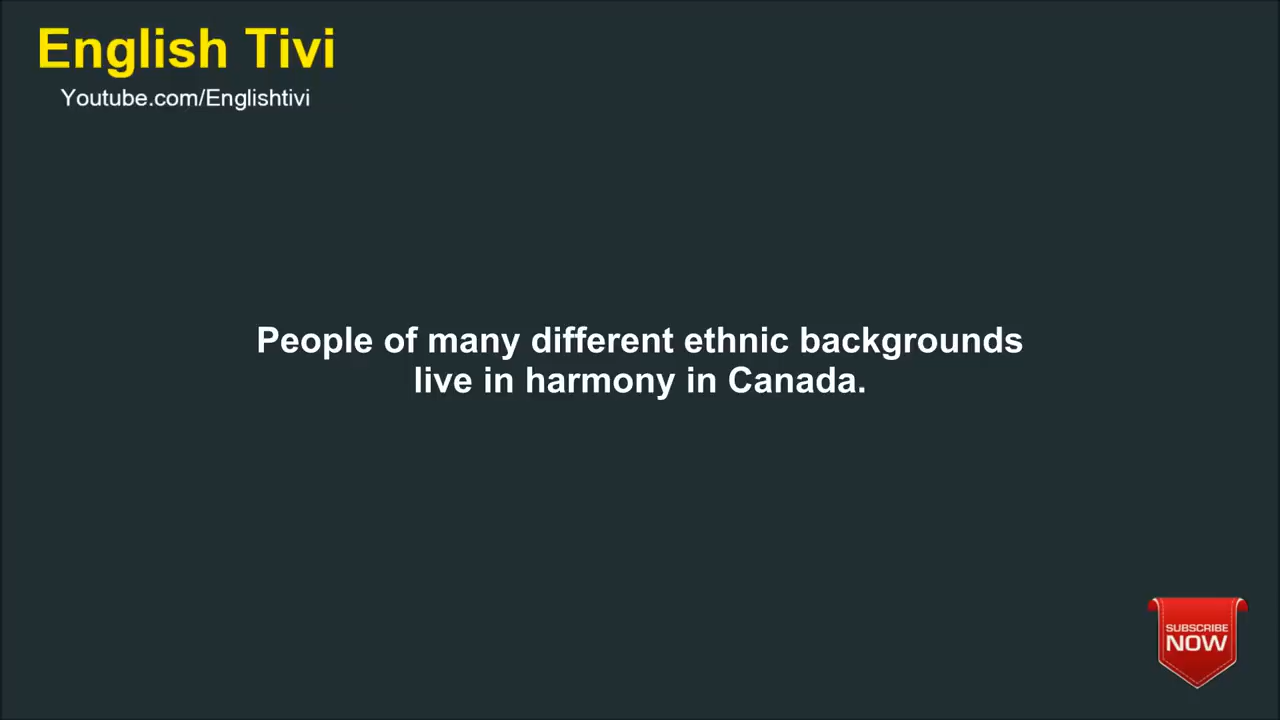 English Tivi
Youtube.com/Englishtivi
People of many different ethnic backgrounds
live in harmony in Canada.
SUBSCRIBE
NOW